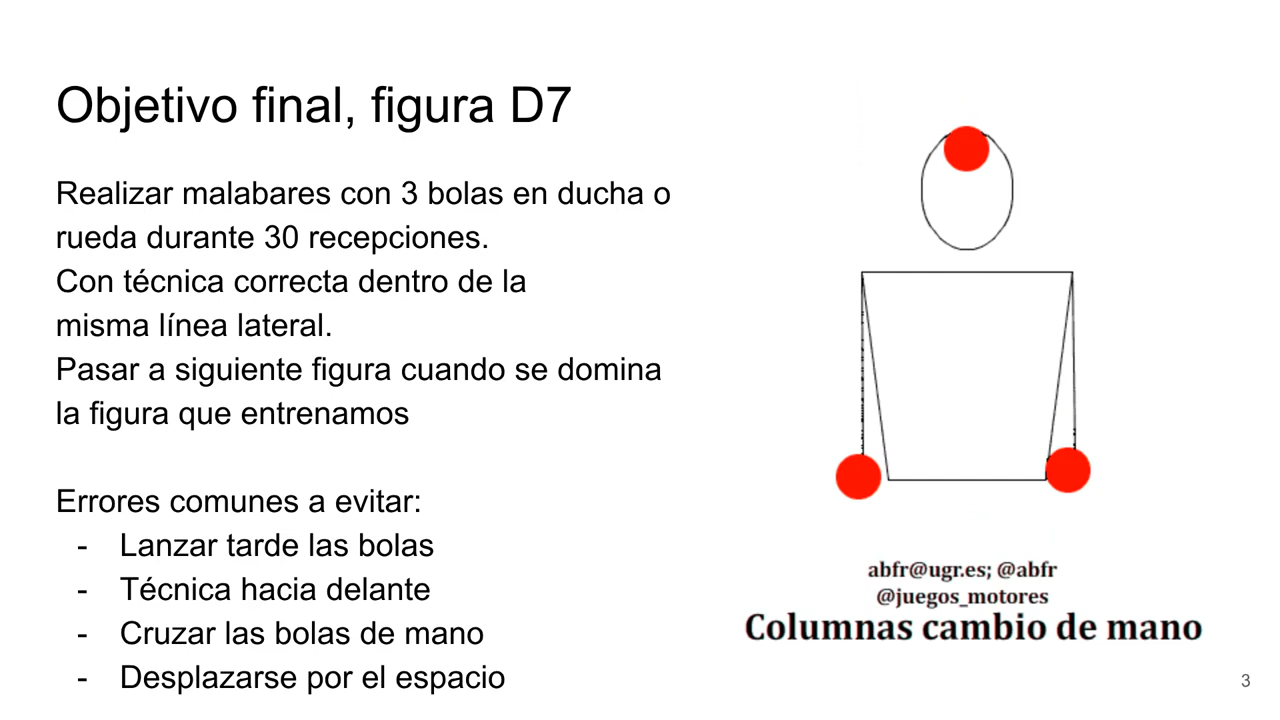 Objetivo final, figura D7
Realizar malabares con 3 bolas en ducha o
rueda durante 30 recepciones.
Con técnica correcta dentro de la
misma línea lateral.
Pasar a siguiente figura cuando se domina
la figura que entrenamos
Errores comunes a evitar:
- Lanzar tarde las bolas
- Técnica hacia delante
- Cruzar las bolas de mano
- Desplazarse por el espacio
abfr@ugr.es; @abfr
@juegos_motores
Columnas cambio de mano
3